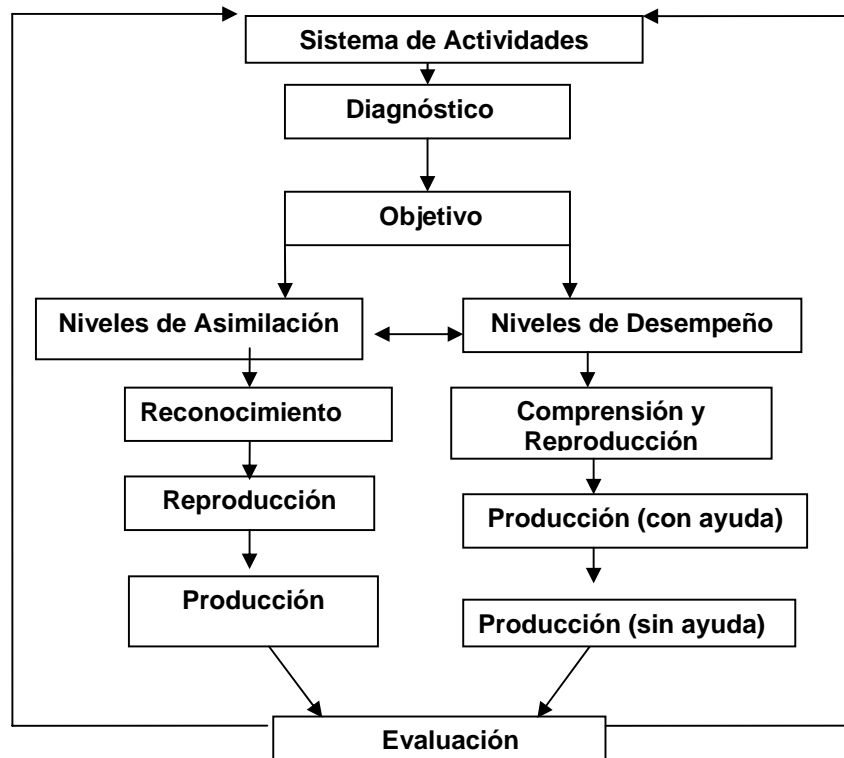 Sistema de Actividades
Diagnóstico
Objetivo
Niveles de Asimilación
Niveles de Desempeño
Reconocimiento
Comprensión y
Reproducción
Reproducción
Producción (con ayuda)
Producción
Producción (sin ayuda)
Evaluación